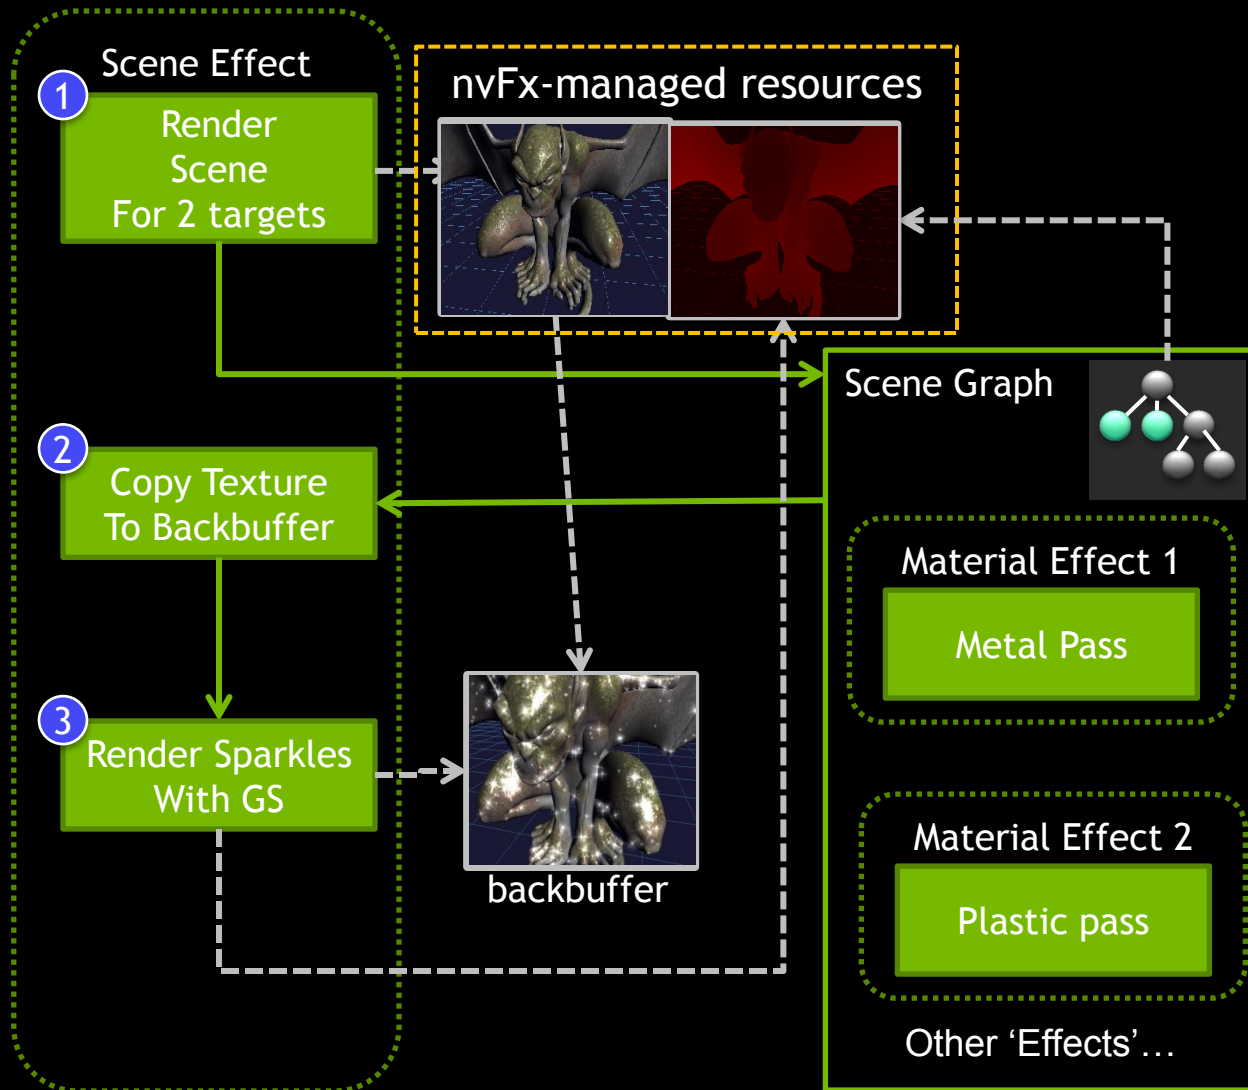 Scene Effect
1
Render
Scene
For 2 targets
nvFx-managed resources
Scene Graph
2
Copy Texture
To Backbuffer
Material Effect 1
Metal Pass
3
Render Sparkles
With GS
backbuffer
Material Effect 2
Plastic pass
Other ‘Effects’…